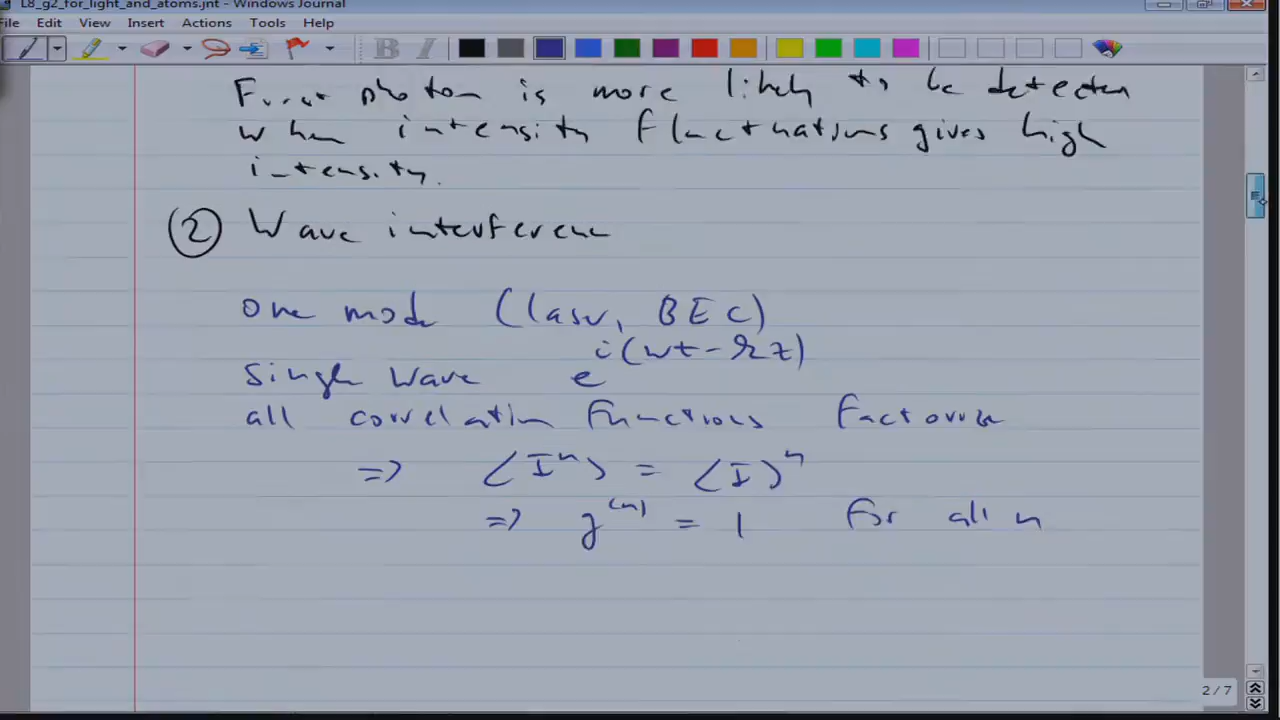 L8_g2_for_light_and_atoms.jnt - Windows Journal
File Edit View Insert Actions Tools Help
B I
First photon is more likely to be detected
when intensity fluctuations gives high
intensity.
② Wave interference
one mode (laser, BEC)
single wave e^{i(ωt - kz)}
all correlation functions factorise
=> ⟨I^n⟩ = ⟨I⟩^n
=> g^{(n)} = 1 for all n
2 / 7